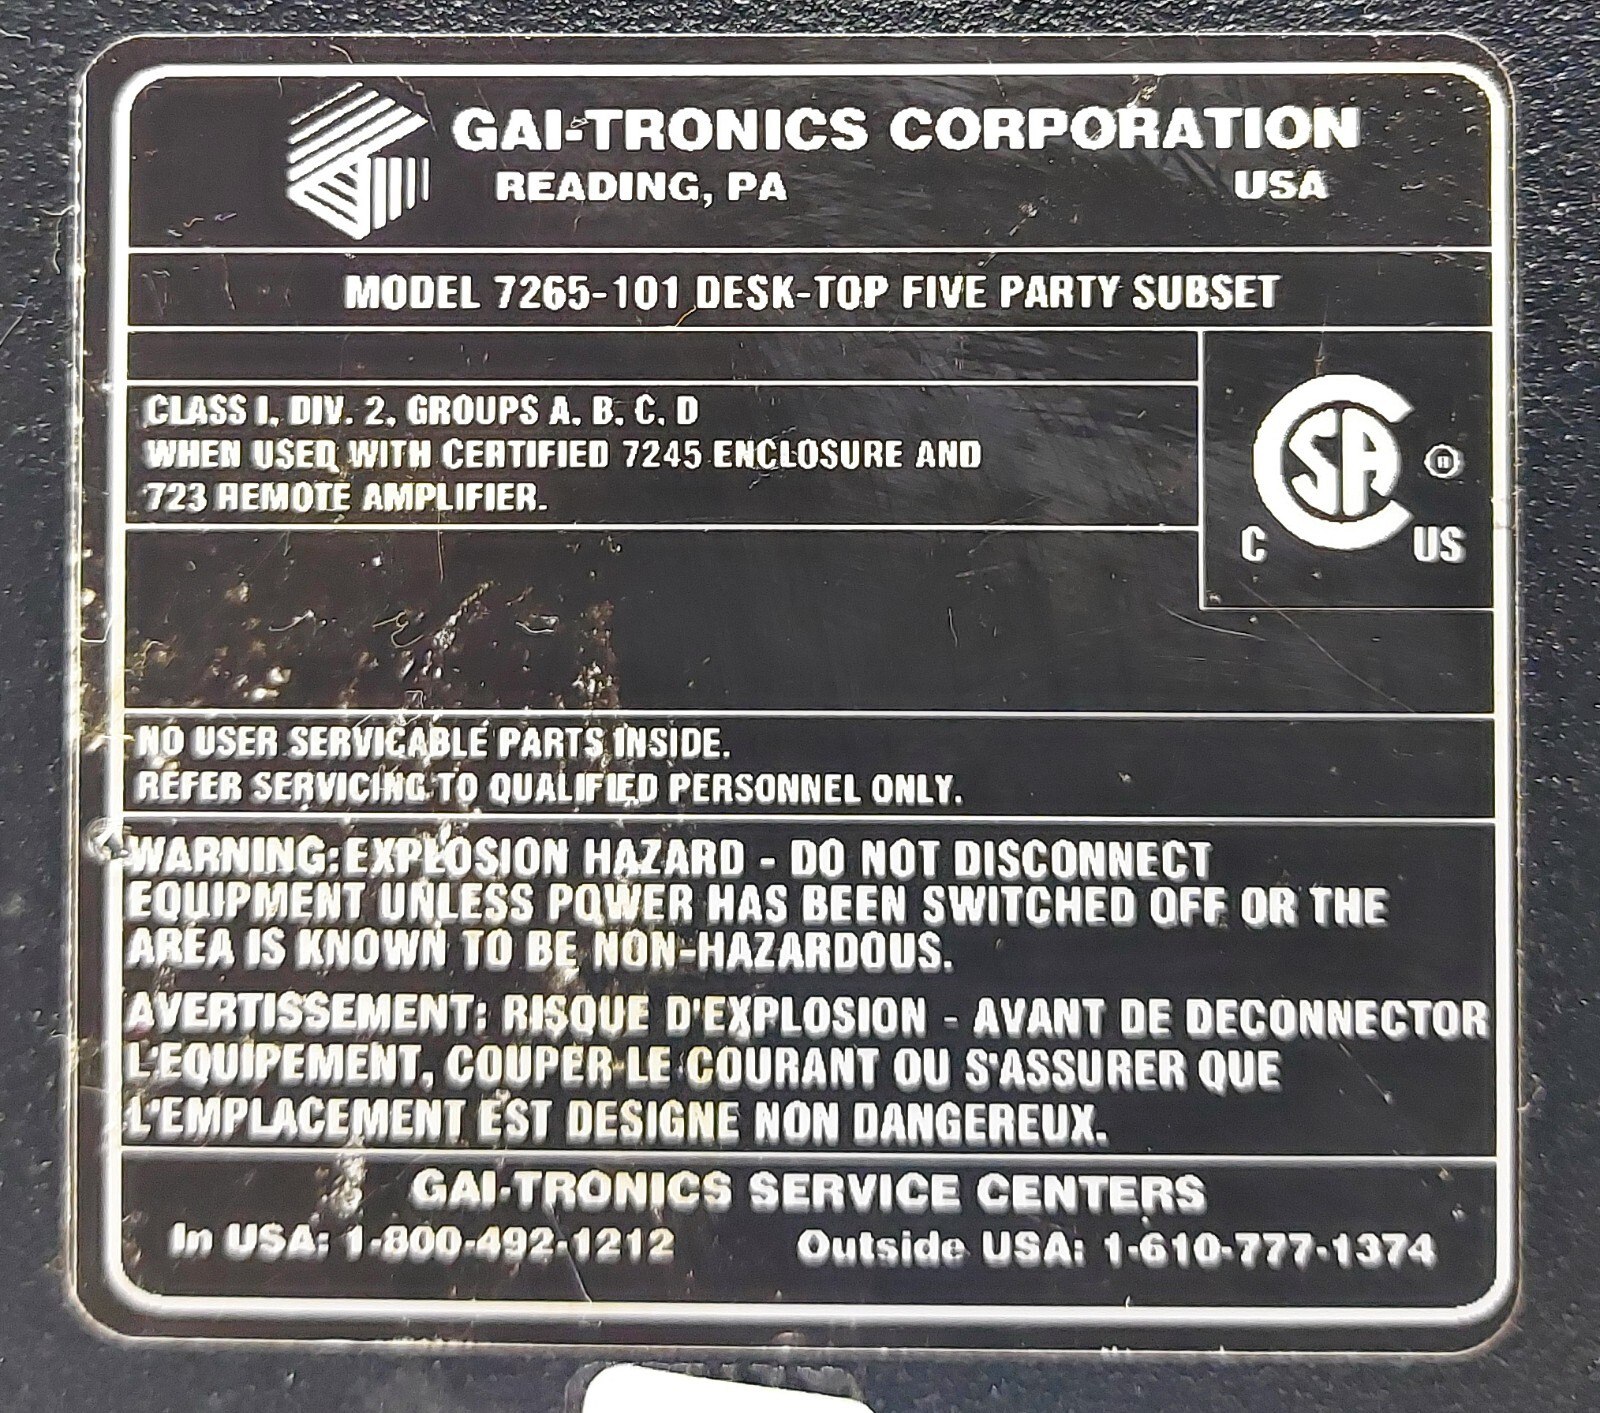 GAI-TRONICS CORPORATION
READING, PA USA
MODEL 7265-101 DESK-TOP FIVE PARTY SUBSET
CLASS I, DIV. 2, GROUPS A, B, C, D
WHEN USED WITH CERTIFIED 7245 ENCLOSURE AND
723 REMOTE AMPLIFIER.
CSA
®
C US
NO USER SERVICABLE PARTS INSIDE.
REFER SERVICING TO QUALIFIED PERSONNEL ONLY.
WARNING: EXPLOSION HAZARD - DO NOT DISCONNECT
EQUIPMENT UNLESS POWER HAS BEEN SWITCHED OFF OR THE
AREA IS KNOWN TO BE NON-HAZARDOUS.
AVERTISSEMENT: RISQUE D'EXPLOSION - AVANT DE DECONNECTOR
L'EQUIPEMENT, COUPER LE COURANT OU S'ASSURER QUE
L'EMPLACEMENT EST DESIGNE NON DANGEREUX.
GAI-TRONICS SERVICE CENTERS
In USA: 1-800-492-1212 Outside USA: 1-610-777-1374